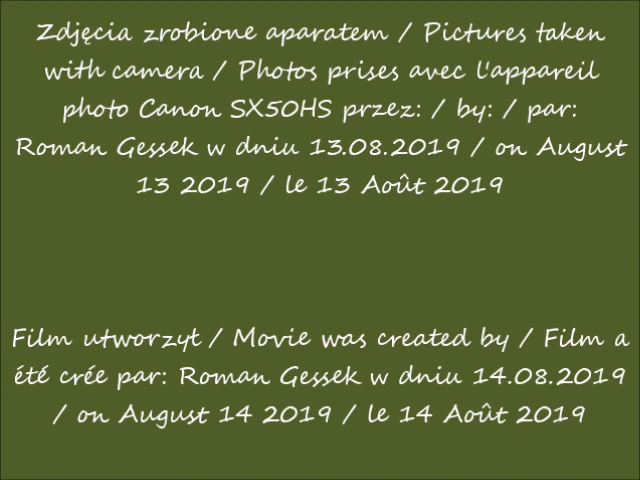 Zdjęcia zrobione aparatem / Pictures taken
with camera / Photos prises avec l'appareil
photo Canon SX50HS przez: / by: / par:
Roman Gessek w dniu 13.08.2019 / on August
13 2019 / le 13 Août 2019
Film utworzył / Movie was created by / Film a
été crée par: Roman Gessek w dniu 14.08.2019
/ on August 14 2019 / le 14 Août 2019